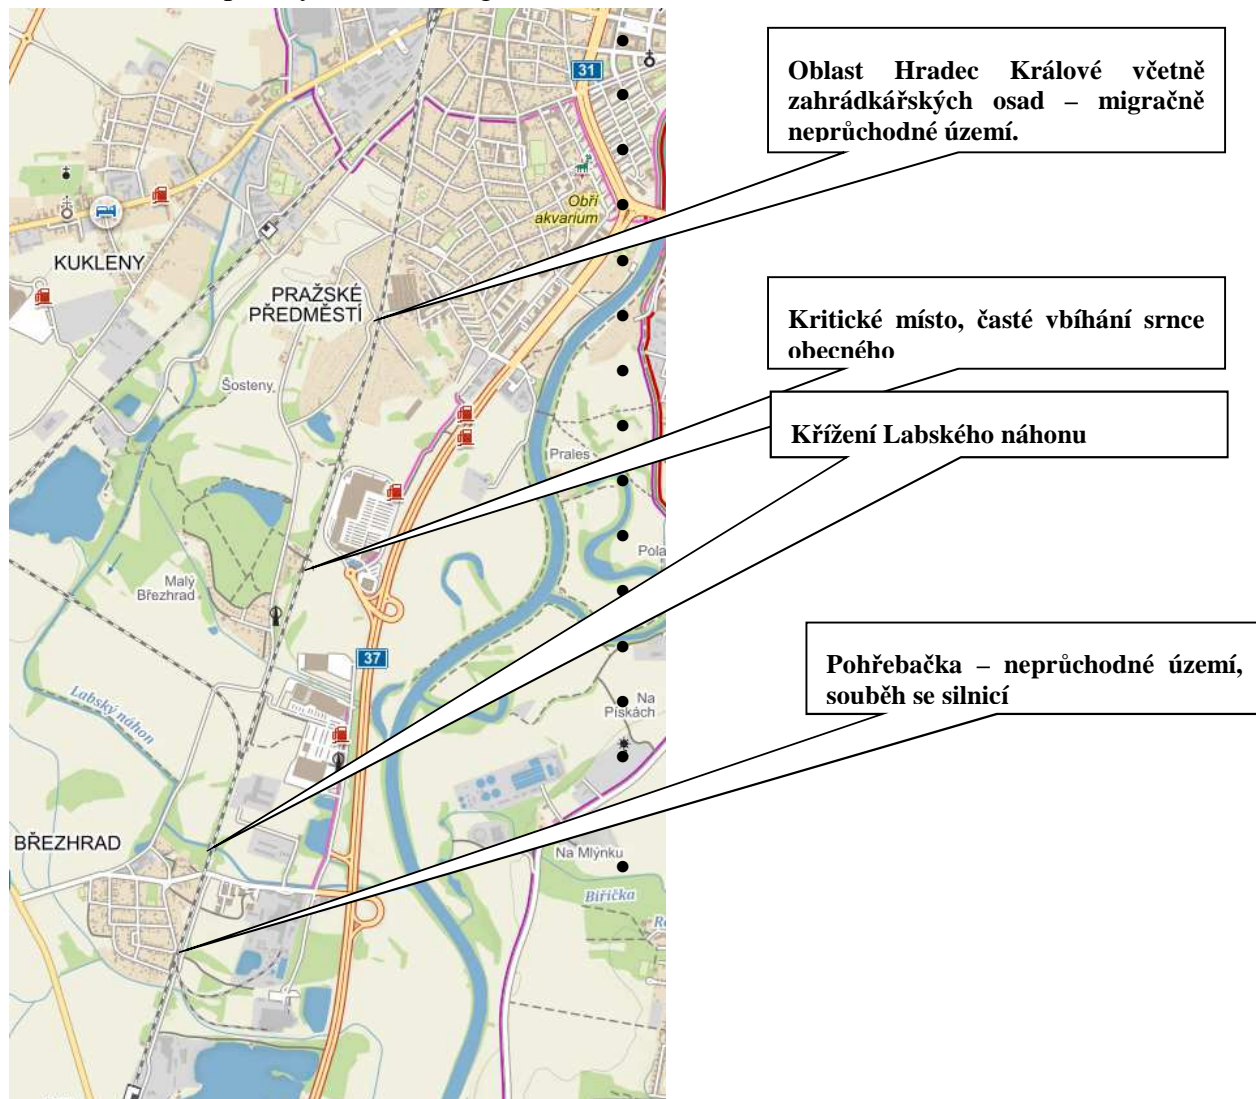 31
Oblast Hradec Králové včetně
zahrádkářských osad – migračně
neprůchodné území.
Obří
akvarium
KUKLENY
PRAŽSKÉ
PŘEDMĚSTÍ
Kritické místo, časté vbíhání srnce
obecného
Šosteny
Křížení Labského náhonu
Prales
Pola
Malý
Březhrad
37
Pohřebačka – neprůchodné území,
souběh se silnicí
Labský náhon
Na
Pískách
BŘEZHRAD
Na Mlýnku
Biřička